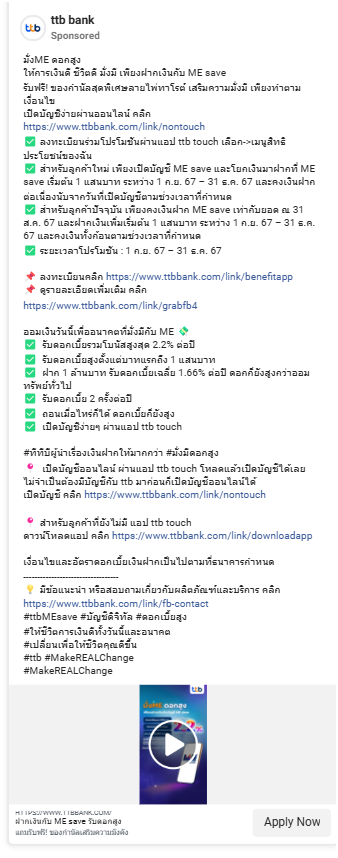 ttb bank
Sponsored
มั่งME ดอกสูง
ให้การเงินดี ชีวิตดี มั่งมี เพียงฝากเงินกับ ME save
รับฟรี! ของกำนัลสุดพิเศษลายไพ่ทาโรต์ เสริมความมั่งมี เพียงทำตาม
เงื่อนไข
เปิดบัญชีง่ายผ่านออนไลน์ คลิก
https://www.ttbbank.com/link/nontouch
✅ ลงทะเบียนร่วมโปรโมชันผ่านแอป ttb touch เลือก->เมนูสิทธิ
ประโยชน์ของฉัน
✅ สำหรับลูกค้าใหม่ เพียงเปิดบัญชี ME save และโยกเงินมาฝากที่ ME
save เริ่มต้น 1 แสนบาท ระหว่าง 1 ก.ย. 67 – 31 ธ.ค. 67 และคงเงินฝาก
ต่อเนื่องนับจากวันที่เปิดบัญชีตามช่วงเวลาที่กำหนด
✅ สำหรับลูกค้าปัจจุบัน เพียงคงเงินฝาก ME save เท่ากับยอด ณ 31
ส.ค. 67 และฝากเงินเพิ่มเริ่มต้น 1 แสนบาท ระหว่าง 1 ก.ย. 67 – 31 ธ.ค.
67 และคงเงินทั้งก้อนตามช่วงเวลาที่กำหนด
✅ ระยะเวลาโปรโมชัน : 1 ก.ย. 67 – 31 ธ.ค. 67
📌 ลงทะเบียนคลิก https://www.ttbbank.com/link/benefitapp
📌 ดูรายละเอียดเพิ่มเติม คลิก
https://www.ttbbank.com/link/grabfb4
ออมเงินวันนี้เพื่ออนาคตที่มั่งมีกับ ME 💸
✅ รับดอกเบี้ยรวมโบนัสสูงสุด 2.2% ต่อปี
✅ รับดอกเบี้ยสูงตั้งแต่บาทแรกถึง 1 แสนบาท
✅ ฝาก 1 ล้านบาท รับดอกเบี้ยเฉลี่ย 1.66% ต่อปี ดอกก็ยังสูงกว่าออม
ทรัพย์ทั่วไป
✅ รับดอกเบี้ย 2 ครั้งต่อปี
✅ ถอนเมื่อไหร่ก็ได้ ดอกเบี้ยก็ยังสูง
✅ เปิดบัญชีง่ายๆ ผ่านแอป ttb touch
#ทีทีบีผู้นำเรื่องเงินฝากให้มากกว่า #มั่งมีดอกสูง
📍 เปิดบัญชีออนไลน์ ผ่านแอป ttb touch โหลดแล้วเปิดบัญชีได้เลย
ไม่จำเป็นต้องมีบัญชีกับ ttb มาก่อนก็เปิดบัญชีออนไลน์ได้
เปิดบัญชี คลิก https://www.ttbbank.com/link/nontouch
📍 สำหรับลูกค้าที่ยังไม่มี แอป ttb touch
ดาวน์โหลดแอป คลิก https://www.ttbbank.com/link/downloadapp
เงื่อนไขและอัตราดอกเบี้ยเงินฝากเป็นไปตามที่ธนาคารกำหนด
-----------------------------------
💡 มีข้อแนะนำ หรือสอบถามเกี่ยวกับผลิตภัณฑ์และบริการ คลิก
https://www.ttbbank.com/link/fb-contact
#ttbMEsave #บัญชีดิจิทัล #ดอกเบี้ยสูง
#ให้ชีวิตการเงินดีทั้งวันนี้และอนาคต
#เปลี่ยนเพื่อให้ชีวิตคุณดีขึ้น
#ttb #MakeREALChange
#MakeREALChange
ttb
มั่งME ดอกสูง
HTTPS://WWW.TTBBANK.COM/
ฝากเงินกับ ME save รับดอกสูง
แถมรับฟรี! ของกำนัลเสริมความมั่งคั่ง
Apply Now